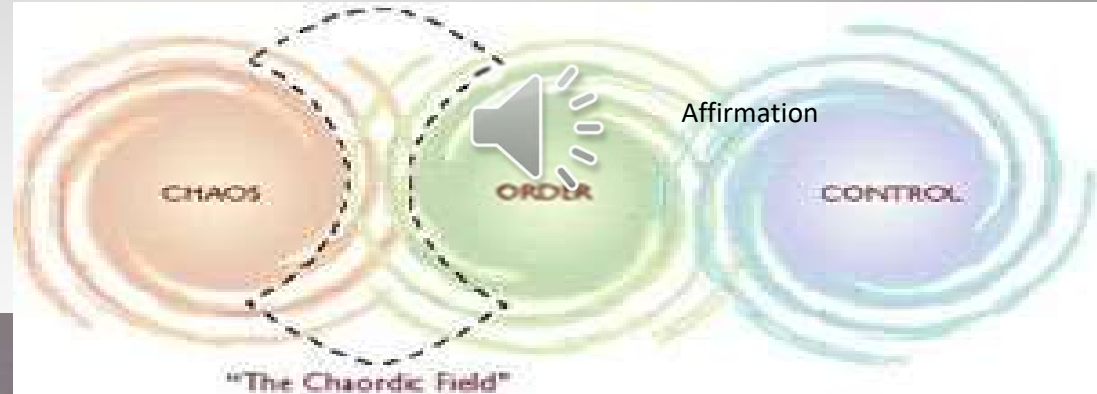 Affirmation
CHAOS
ORDER
CONTROL
"The Chaordic Field"